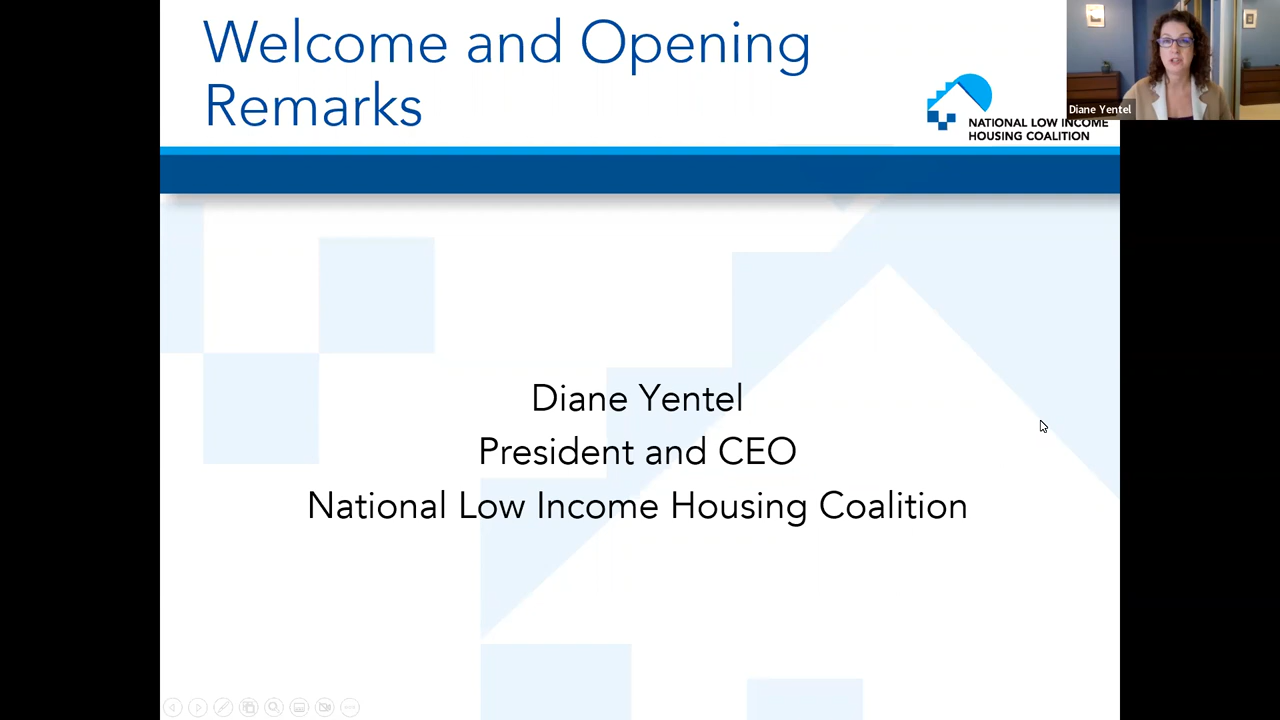 Welcome and Opening
Remarks
Diane Yentel
NATIONAL LOW INCOME
HOUSING COALITION
Diane Yentel
President and CEO
National Low Income Housing Coalition